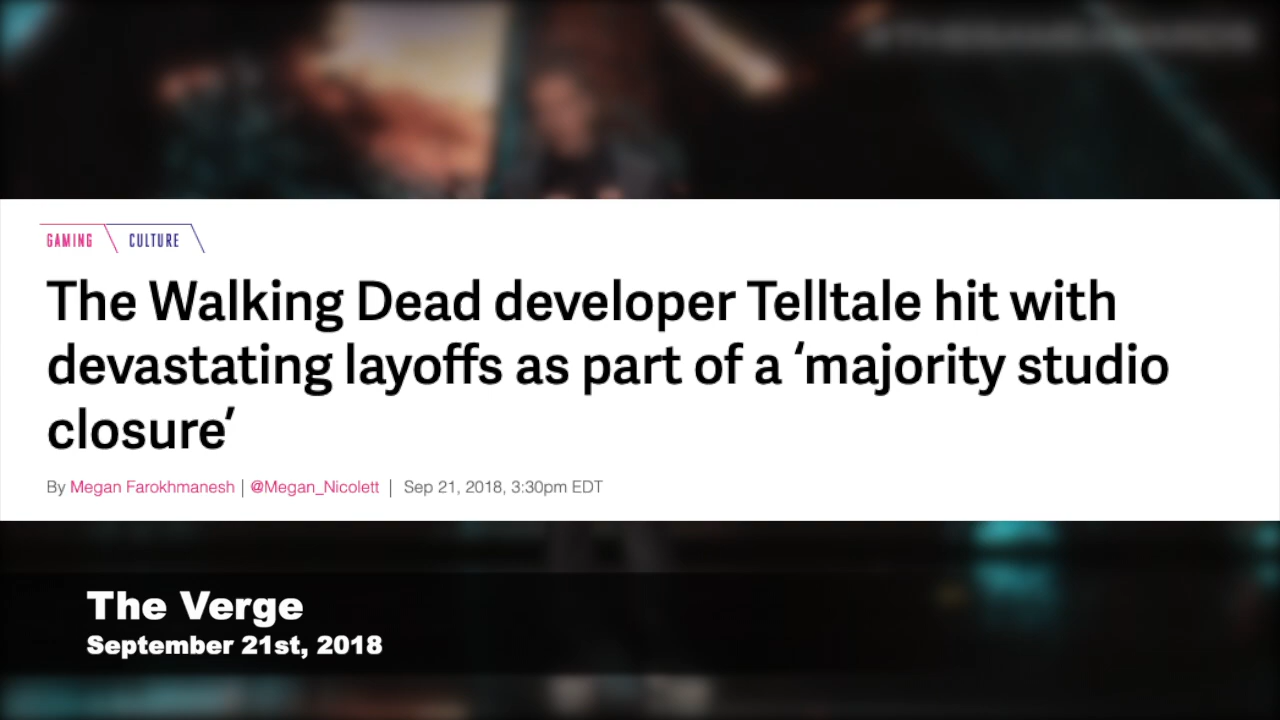 GAMING CULTURE
The Walking Dead developer Telltale hit with
devastating layoffs as part of a ‘majority studio
closure’
By Megan Farokhmanesh | @Megan_Nicolett | Sep 21, 2018, 3:30pm EDT
The Verge
September 21st, 2018